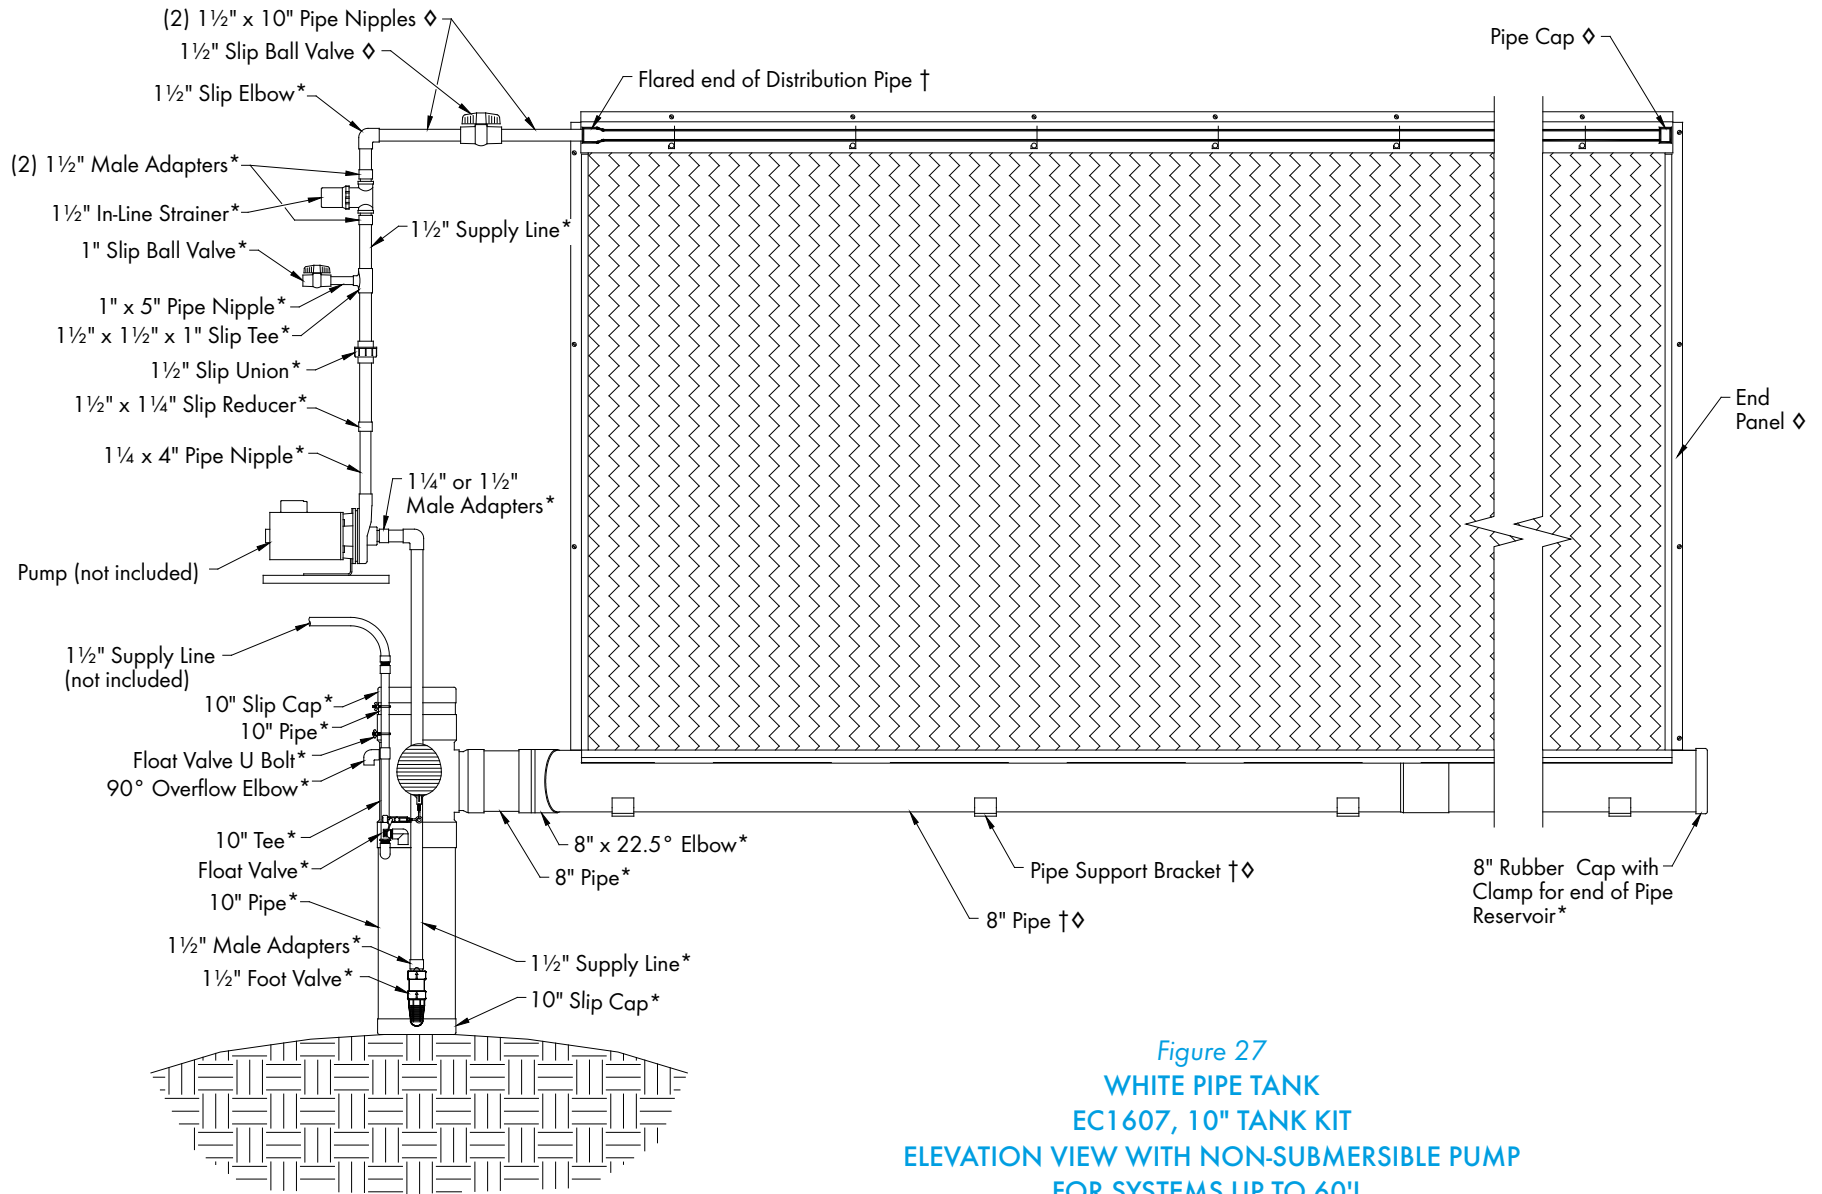 (2) 1½" x 10" Pipe Nipples ◊
1½" Slip Ball Valve ◊
1½" Slip Elbow*
(2) 1½" Male Adapters*
1½" In-Line Strainer*
1" Slip Ball Valve*
1" x 5" Pipe Nipple*
1½" x 1½" x 1" Slip Tee*
1½" Slip Union*
1½" x 1¼" Slip Reducer*
1¼ x 4" Pipe Nipple*
Pump (not included)
1½" Supply Line
(not included)
10" Slip Cap*
10" Pipe*
Float Valve U Bolt*
90° Overflow Elbow*
10" Tee*
Float Valve*
10" Pipe*
1½" Male Adapters*
1½" Foot Valve*
Flared end of Distribution Pipe †
Pipe Cap ◊
1½" Supply Line*
1¼" or 1½"
Male Adapters*
End
Panel ◊
8" x 22.5° Elbow*
8" Pipe*
Pipe Support Bracket †◊
8" Pipe †◊
8" Rubber Cap with
Clamp for end of Pipe
Reservoir*
1½" Supply Line*
10" Slip Cap*
Figure 27
WHITE PIPE TANK
EC1607, 10" TANK KIT
ELEVATION VIEW WITH NON-SUBMERSIBLE PUMP
FOR SYSTEMS UP TO 60'L